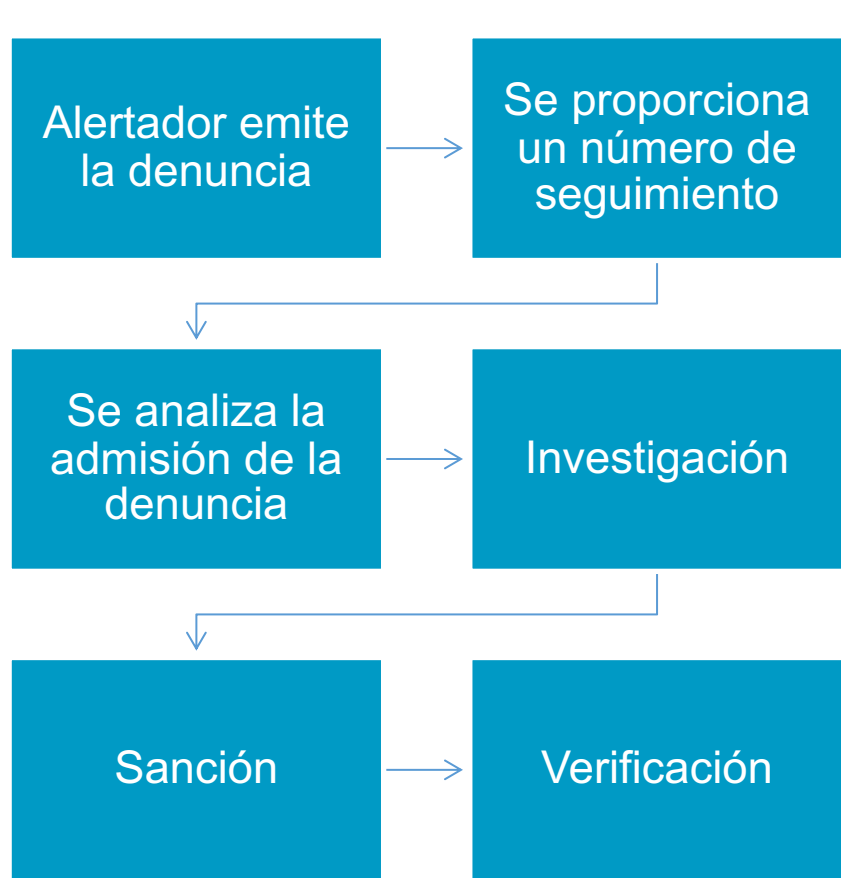 Alertador emite
la denuncia
Se proporciona
un número de
seguimiento
Se analiza la
admisión de la
denuncia
Investigación
Sanción
Verificación